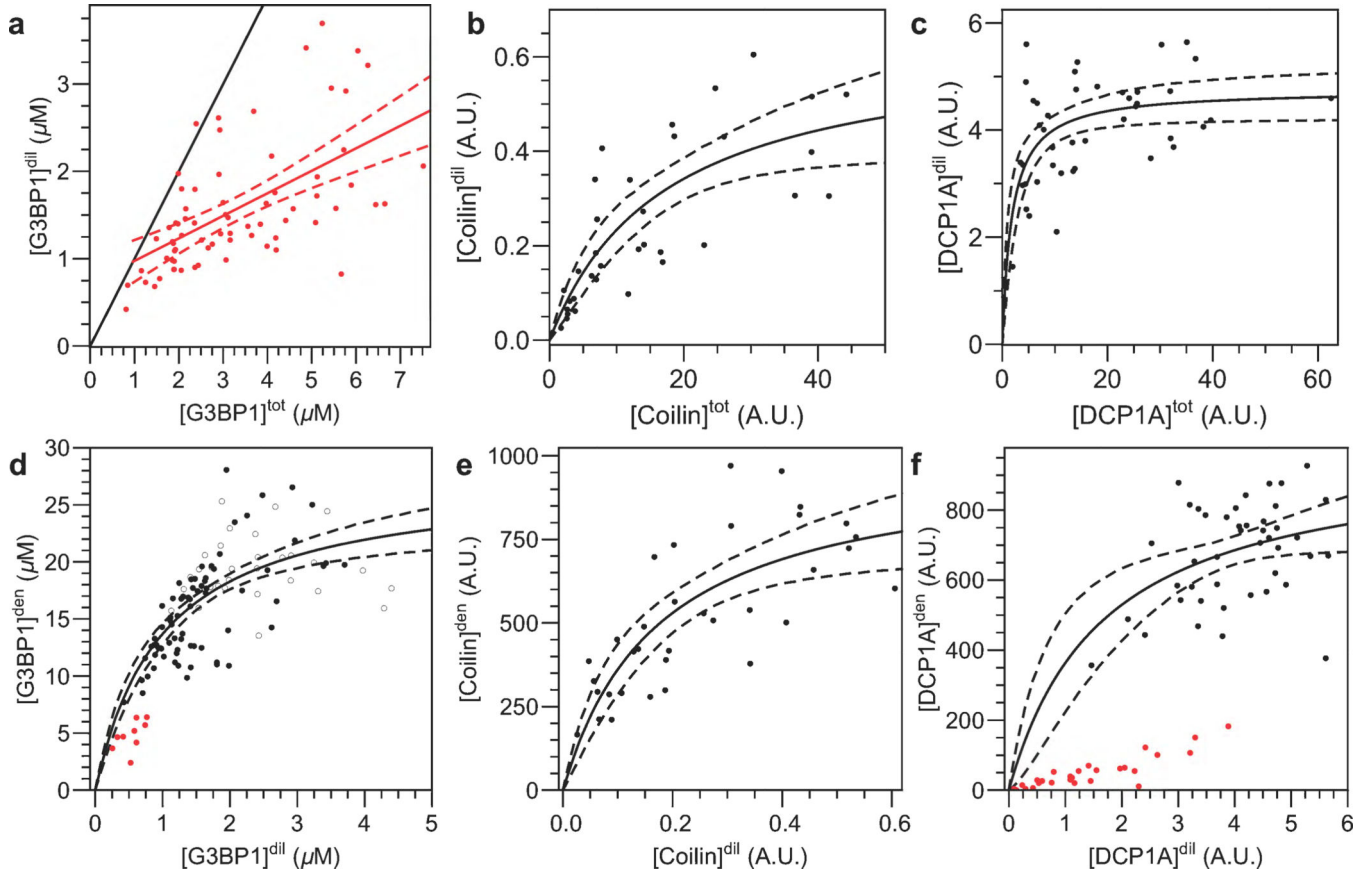 a
[G3BP1]dil (µM)
3
2
1
0
0 1 2 3 4 5 6 7
[G3BP1]tot (µM)
b
[Coilin]dil (A.U.)
0.6
0.4
0.2
0.0
0 20 40
[Coilin]tot (A.U.)
c
[DCP1A]dil (A.U.)
6
4
2
0
0 20 40 60
[DCP1A]tot (A.U.)
d
[G3BP1]den (µM)
30
25
20
15
10
5
0
0 1 2 3 4 5
[G3BP1]dil (µM)
e
[Coilin]den (A.U.)
1000
750
500
250
0
0.0 0.2 0.4 0.6
[Coilin]dil (A.U.)
f
[DCP1A]den (A.U.)
800
600
400
200
0
0 1 2 3 4 5 6
[DCP1A]dil (A.U.)